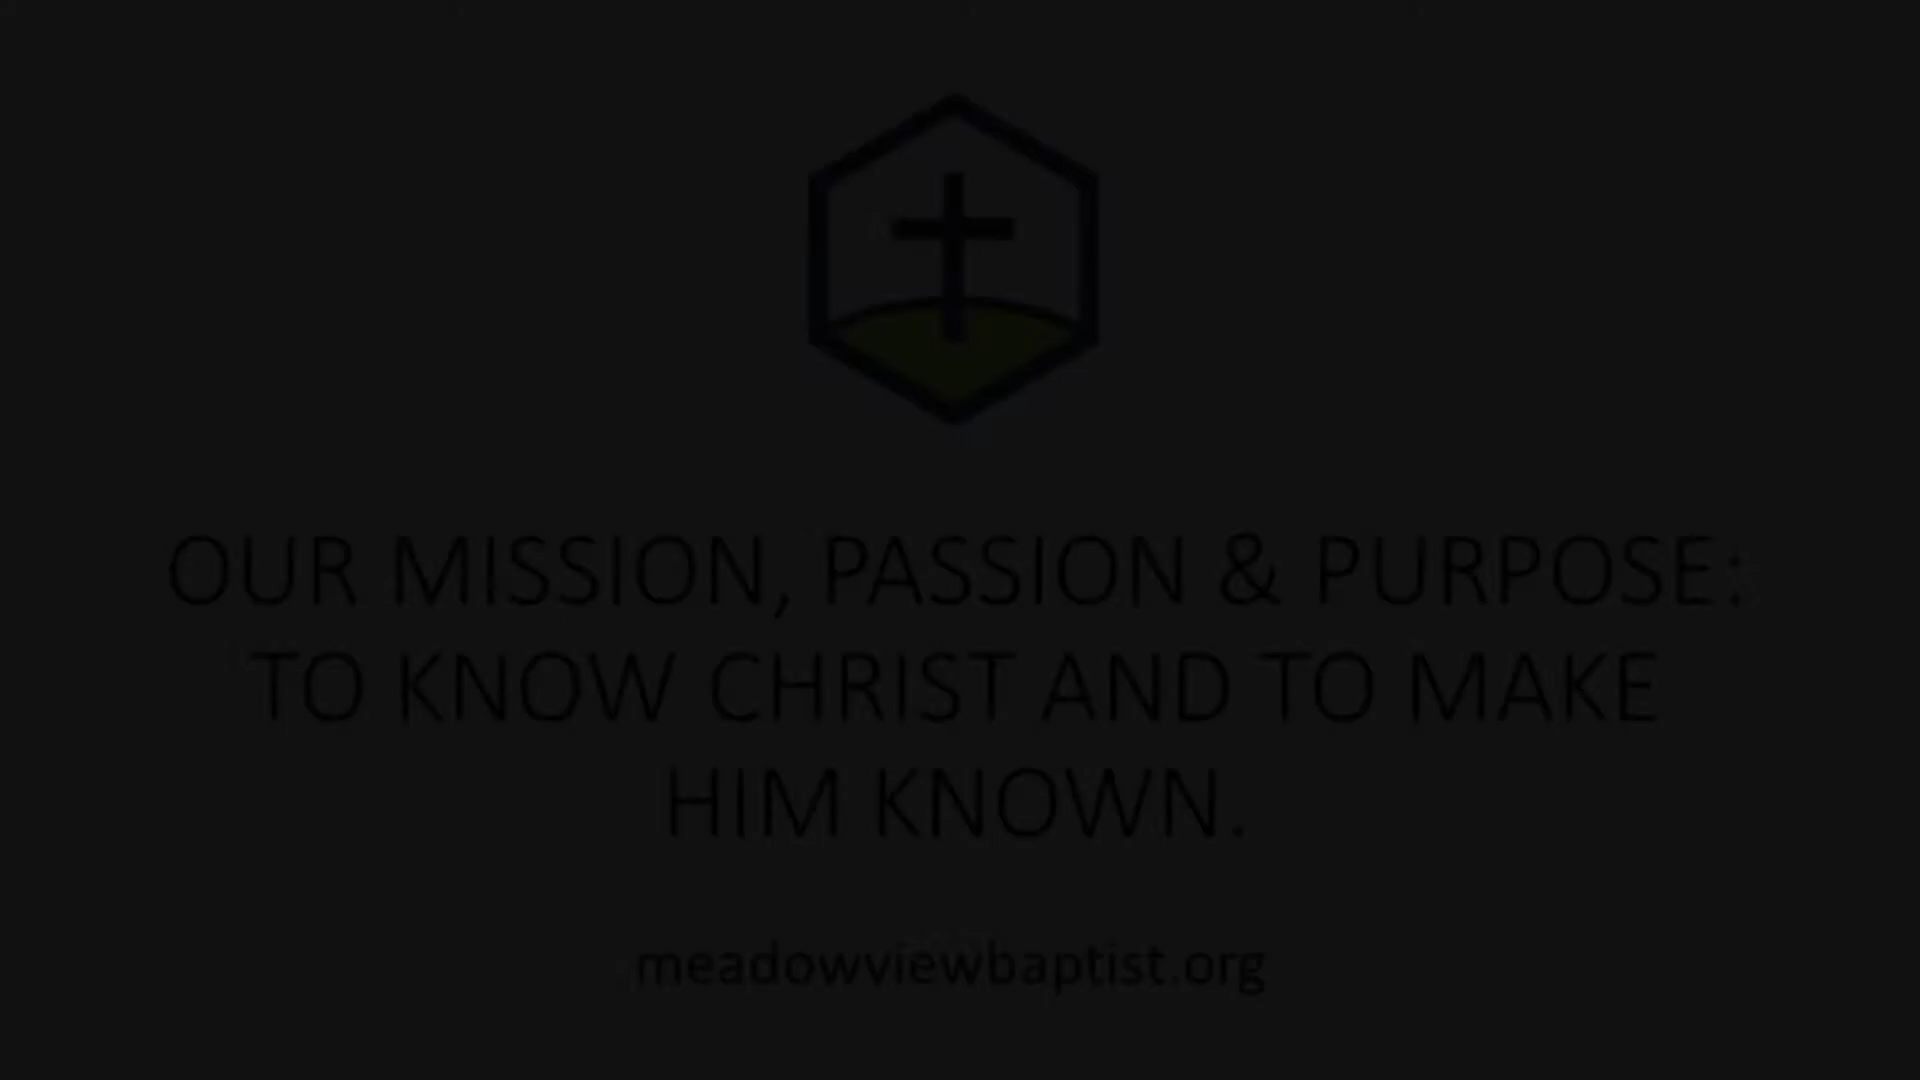 OUR MISSION, PASSION & PURPOSE:
TO KNOW CHRIST AND TO MAKE
HIM KNOWN.
meadowviewbaptist.org